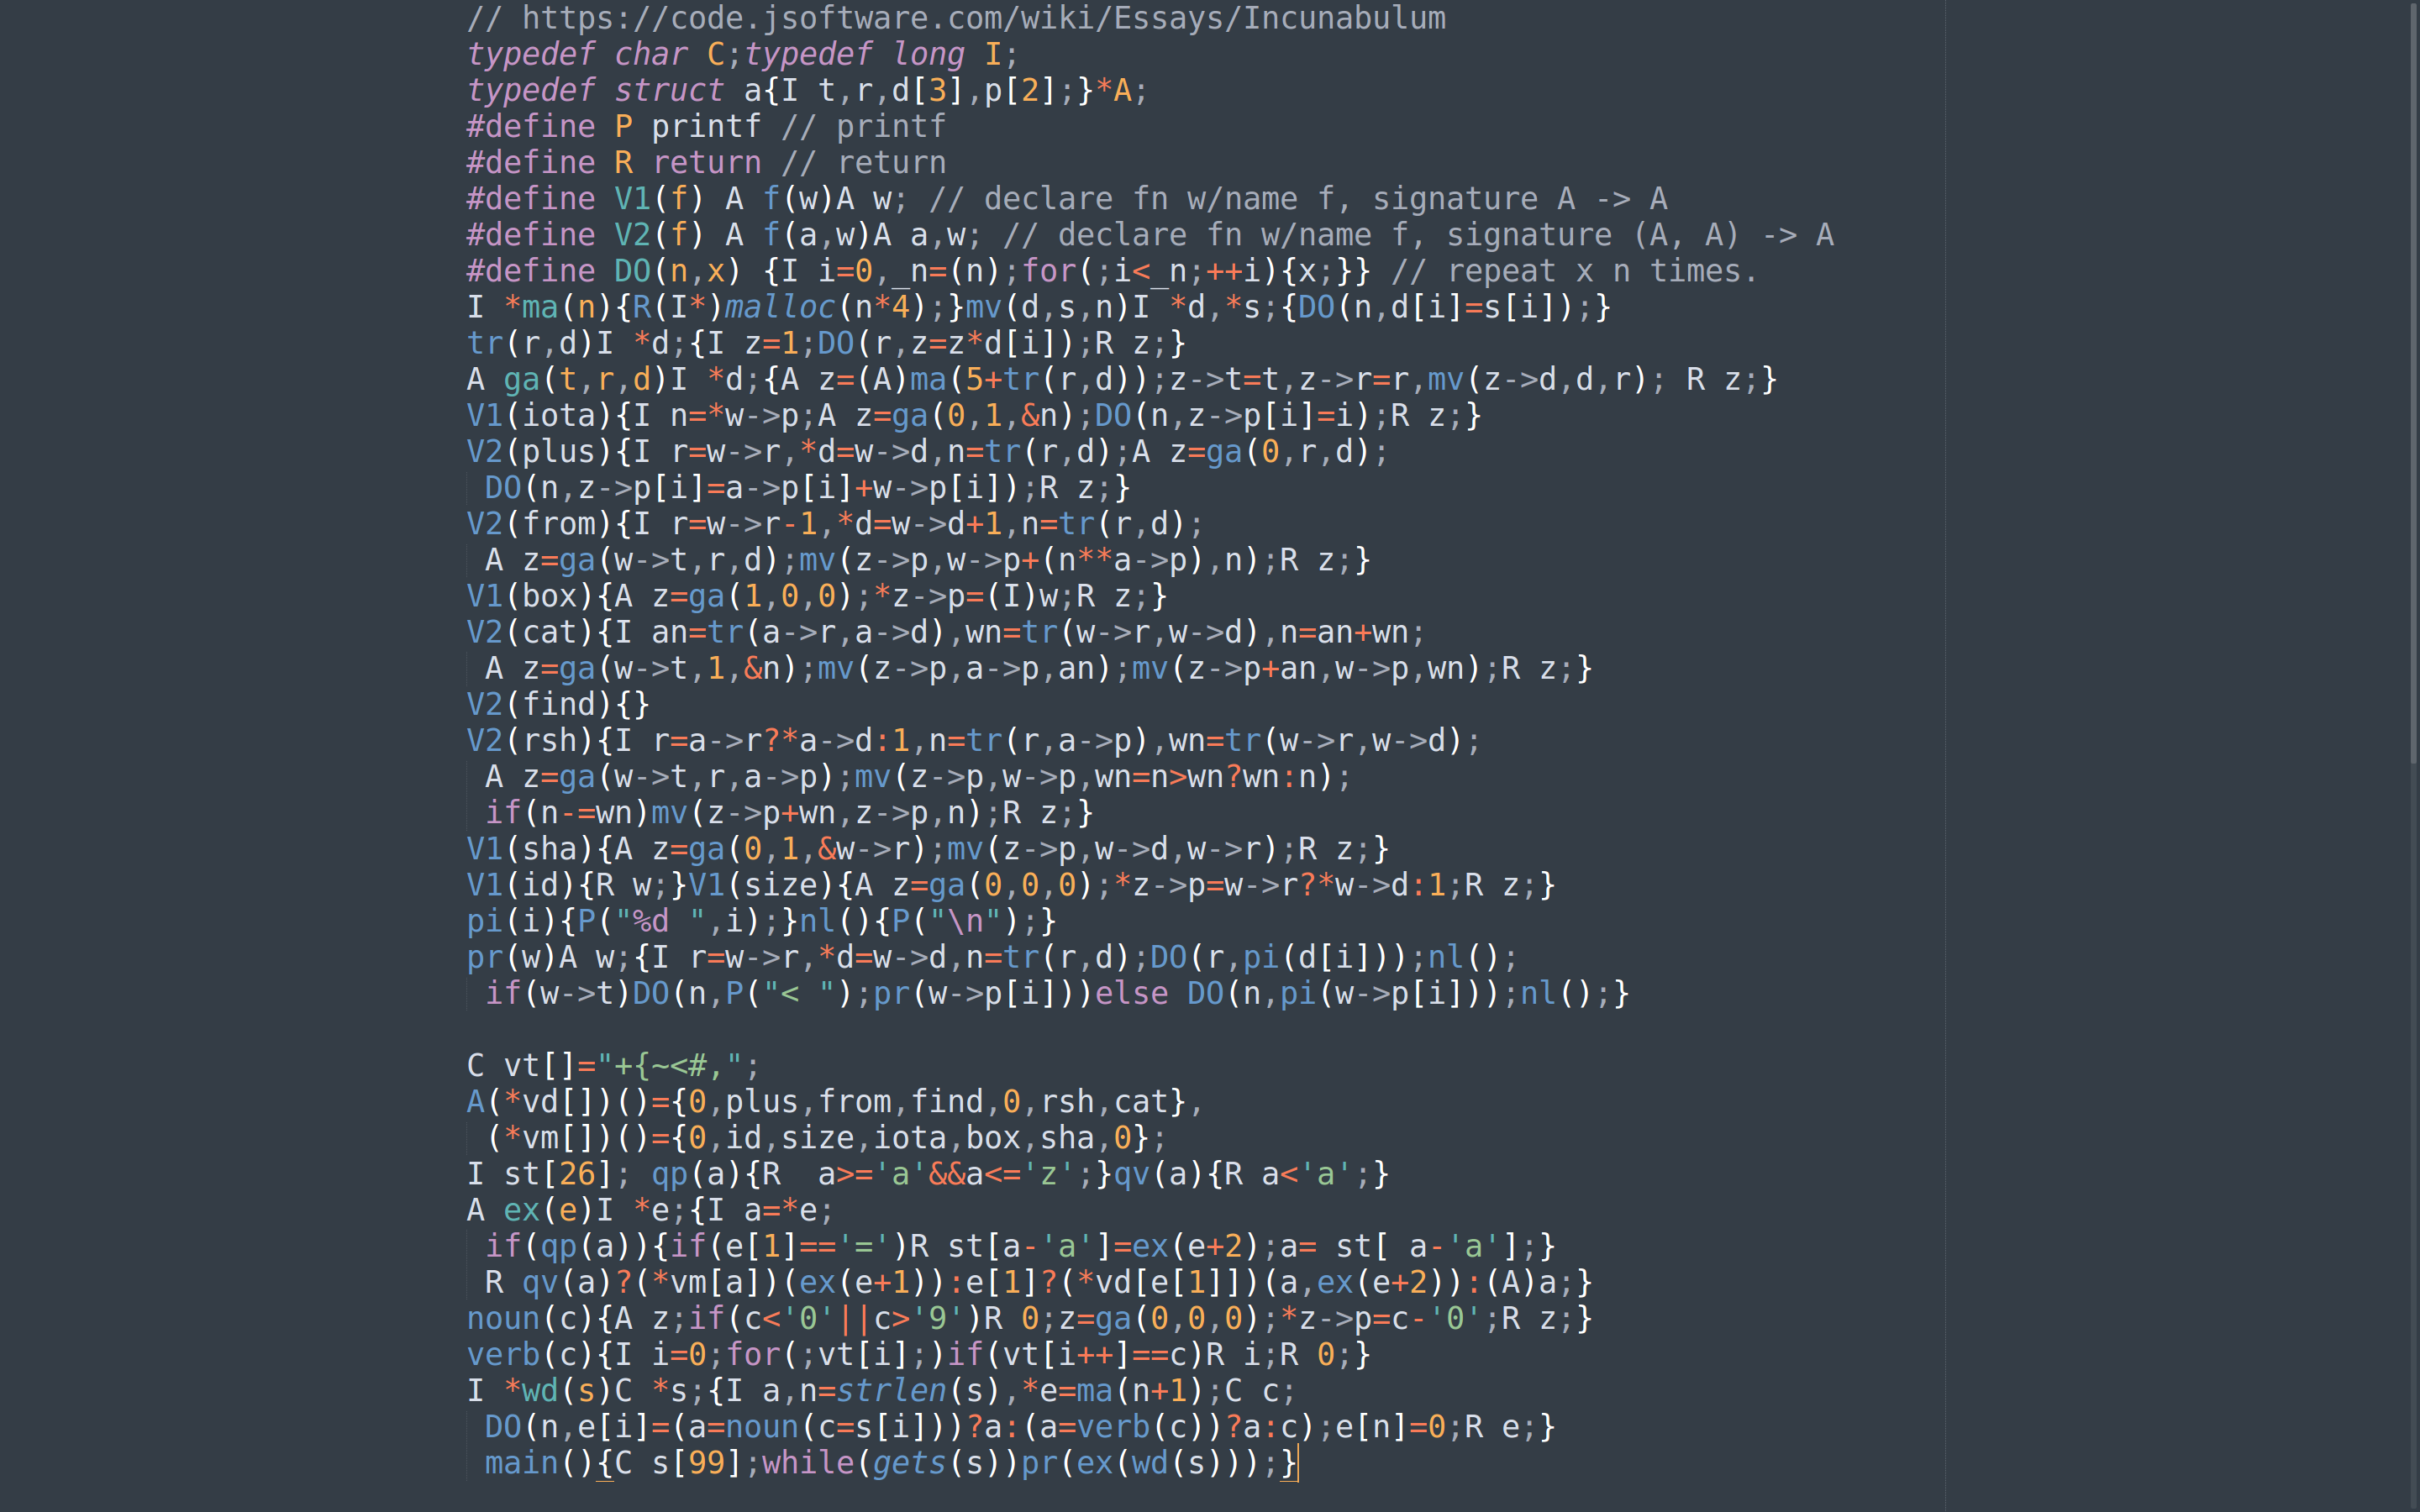 // https://code.jsoftware.com/wiki/Essays/Incunabulum
typedef char C;typedef long I;
typedef struct a{I t,r,d[3],p[2];}*A;
#define P printf // printf
#define R return // return
#define V1(f) A f(w)A w; // declare fn w/name f, signature A -> A
#define V2(f) A f(a,w)A a,w; // declare fn w/name f, signature (A, A) -> A
#define DO(n,x) {I i=0,_n=(n);for(;i<_n;++i){x;}} // repeat x n times.
I *ma(n){R(I*)malloc(n*4);}mv(d,s,n)I *d,*s;{DO(n,d[i]=s[i]);}
tr(r,d)I *d;{I z=1;DO(r,z=z*d[i]);R z;}
A ga(t,r,d)I *d;{A z=(A)ma(5+tr(r,d));z->t=t,z->r=r,mv(z->d,d,r); R z;}
V1(iota){I n=*w->p;A z=ga(0,1,&n);DO(n,z->p[i]=i);R z;}
V2(plus){I r=w->r,*d=w->d,n=tr(r,d);A z=ga(0,r,d);
 DO(n,z->p[i]=a->p[i]+w->p[i]);R z;}
V2(from){I r=w->r-1,*d=w->d+1,n=tr(r,d);
 A z=ga(w->t,r,d);mv(z->p,w->p+(n**a->p),n);R z;}
V1(box){A z=ga(1,0,0);*z->p=(I)w;R z;}
V2(cat){I an=tr(a->r,a->d),wn=tr(w->r,w->d),n=an+wn;
 A z=ga(w->t,1,&n);mv(z->p,a->p,an);mv(z->p+an,w->p,wn);R z;}
V2(find){}
V2(rsh){I r=a->r?*a->d:1,n=tr(r,a->p),wn=tr(w->r,w->d);
 A z=ga(w->t,r,a->p);mv(z->p,w->p,wn=n>wn?wn:n);
 if(n-=wn)mv(z->p+wn,z->p,n);R z;}
V1(sha){A z=ga(0,1,&w->r);mv(z->p,w->d,w->r);R z;}
V1(id){R w;}V1(size){A z=ga(0,0,0);*z->p=w->r?*w->d:1;R z;}
pi(i){P("%d ",i);}nl(){P("\n");}
pr(w)A w;{I r=w->r,*d=w->d,n=tr(r,d);DO(r,pi(d[i]));nl();
 if(w->t)DO(n,P("< ");pr(w->p[i]))else DO(n,pi(w->p[i]));nl();}

C vt[]="+{~<#,";
A(*vd[])()={0,plus,from,find,0,rsh,cat},
 (*vm[])()={0,id,size,iota,box,sha,0};
I st[26]; qp(a){R  a>='a'&&a<='z';}qv(a){R a<'a';}
A ex(e)I *e;{I a=*e;
 if(qp(a)){if(e[1]=='=')R st[a-'a']=ex(e+2);a= st[ a-'a'];}
 R qv(a)?(*vm[a])(ex(e+1)):e[1]?(*vd[e[1]])(a,ex(e+2)):(A)a;}
noun(c){A z;if(c<'0'||c>'9')R 0;z=ga(0,0,0);*z->p=c-'0';R z;}
verb(c){I i=0;for(;vt[i];)if(vt[i++]==c)R i;R 0;}
I *wd(s)C *s;{I a,n=strlen(s),*e=ma(n+1);C c;
 DO(n,e[i]=(a=noun(c=s[i]))?a:(a=verb(c))?a:c);e[n]=0;R e;}
 main(){C s[99];while(gets(s))pr(ex(wd(s)));}